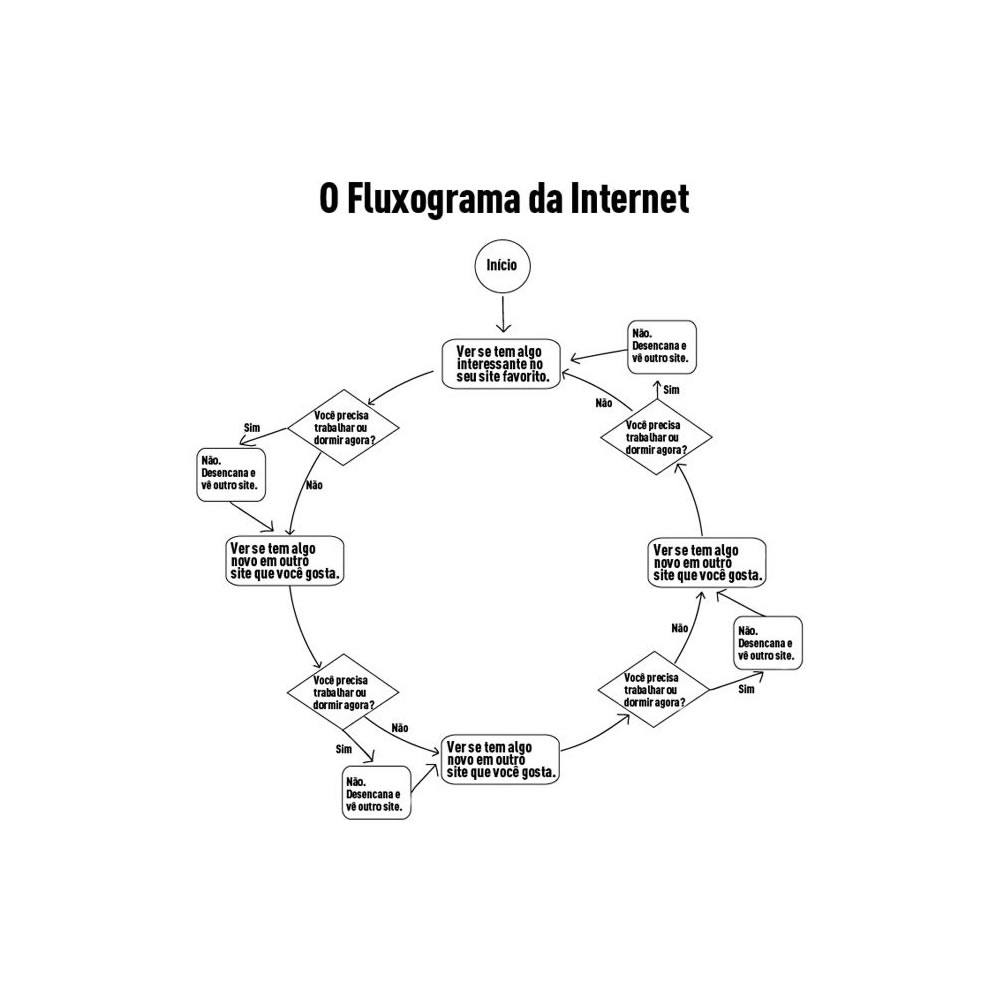 O Fluxograma da Internet
Início
Ver se tem algo
interessante no
seu site favorito.
Você precisa
trabalhar ou
dormir agora?
Sim
Não
Não.
Desencana e
vê outro site.
Ver se tem algo
novo em outro
site que você gosta.
Você precisa
trabalhar ou
dormir agora?
Sim
Não
Não.
Desencana e
vê outro site.
Ver se tem algo
novo em outro
site que você gosta.
Você precisa
trabalhar ou
dormir agora?
Sim
Não
Não.
Desencana e
vê outro site.
Ver se tem algo
novo em outro
site que você gosta.
Você precisa
trabalhar ou
dormir agora?
Sim
Não
Não.
Desencana e
vê outro site.